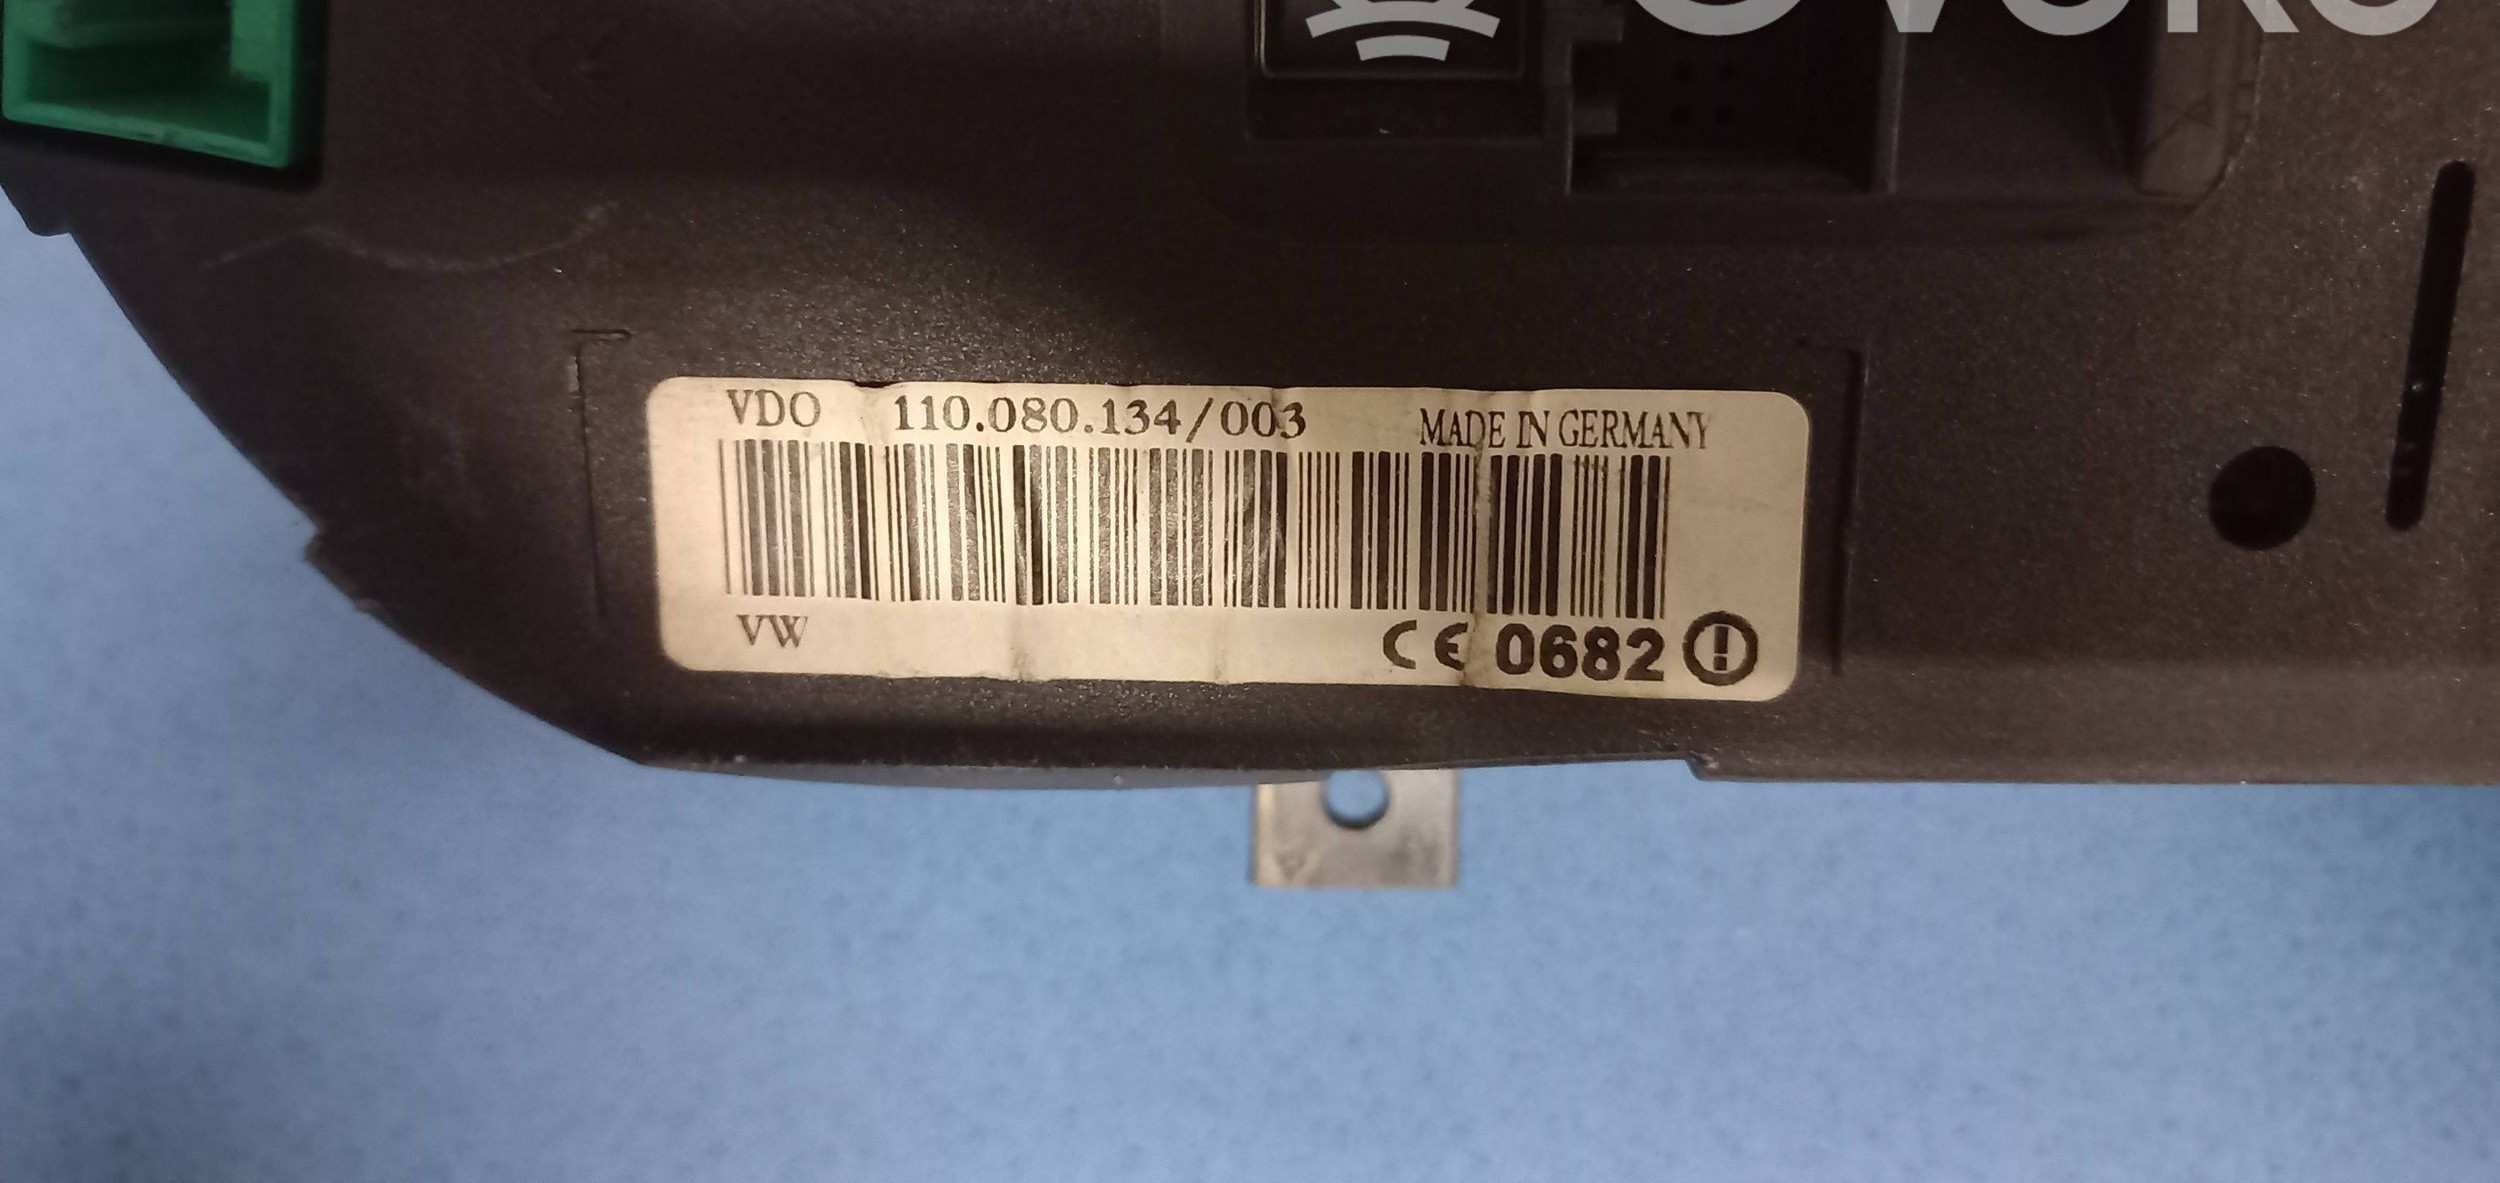 VDO 110.080.134/003 MADE IN GERMANY
VW
CE 0682